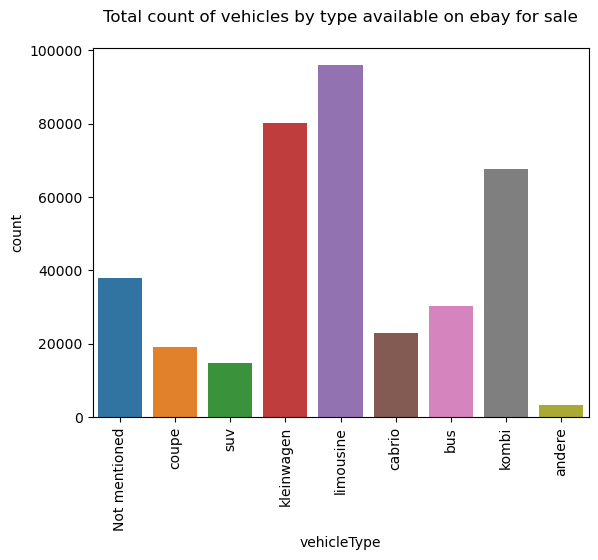 Total count of vehicles by type available on ebay for sale
100000
80000
60000
40000
20000
0
count
Not mentioned
coupe
suv
kleinwagen
limousine
cabrio
bus
kombi
andere
vehicleType